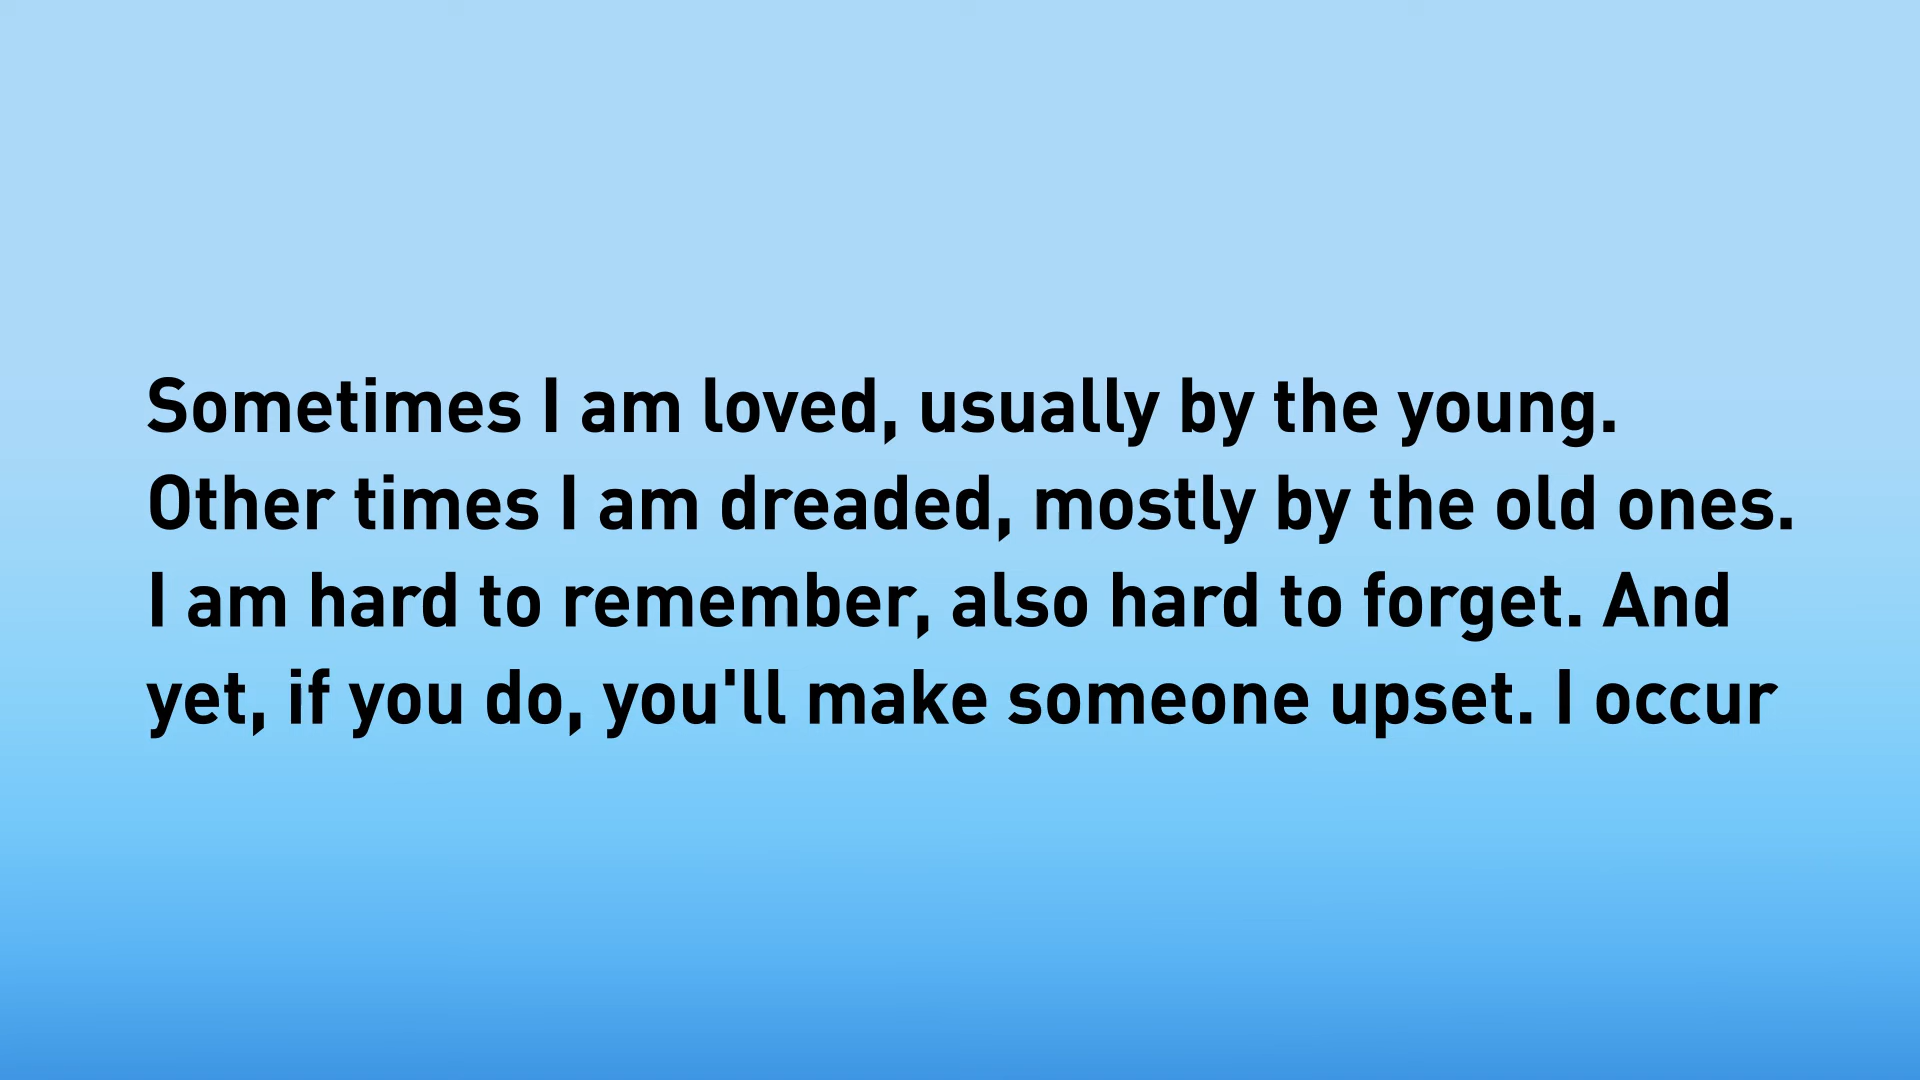 Sometimes I am loved, usually by the young.
Other times I am dreaded, mostly by the old ones.
I am hard to remember, also hard to forget. And
yet, if you do, you'll make someone upset. I occur